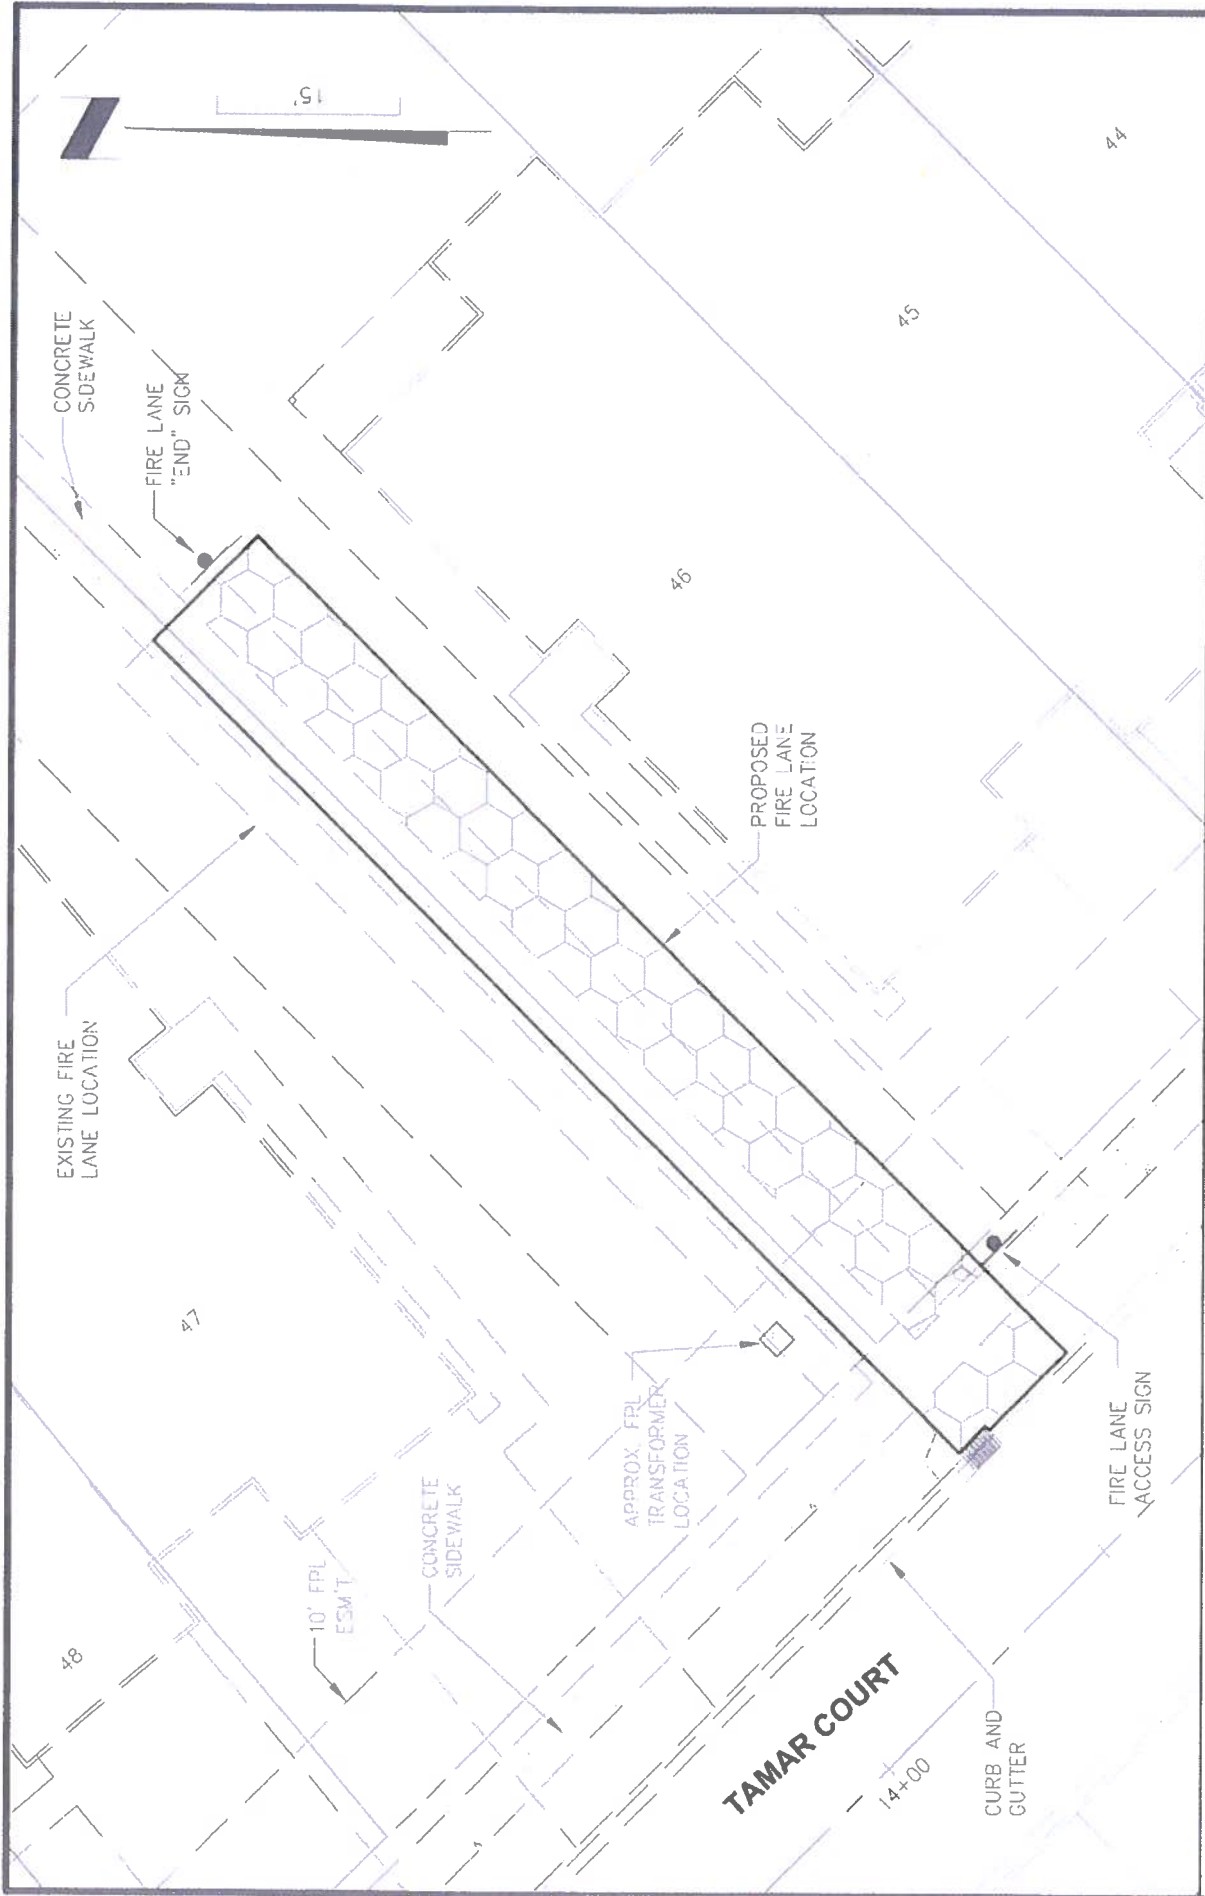 15'
CONCRETE
SIDEWALK
FIRE LANE
"END" SIGN
EXISTING FIRE
LANE LOCATION
44
45
46
47
48
PROPOSED
FIRE LANE
LOCATION
APPROX. FPL
TRANSFORMER
LOCATION
10' FPL
ESM'T
CONCRETE
SIDEWALK
FIRE LANE
ACCESS SIGN
TAMAR COURT
14+00
CURB AND
GUTTER